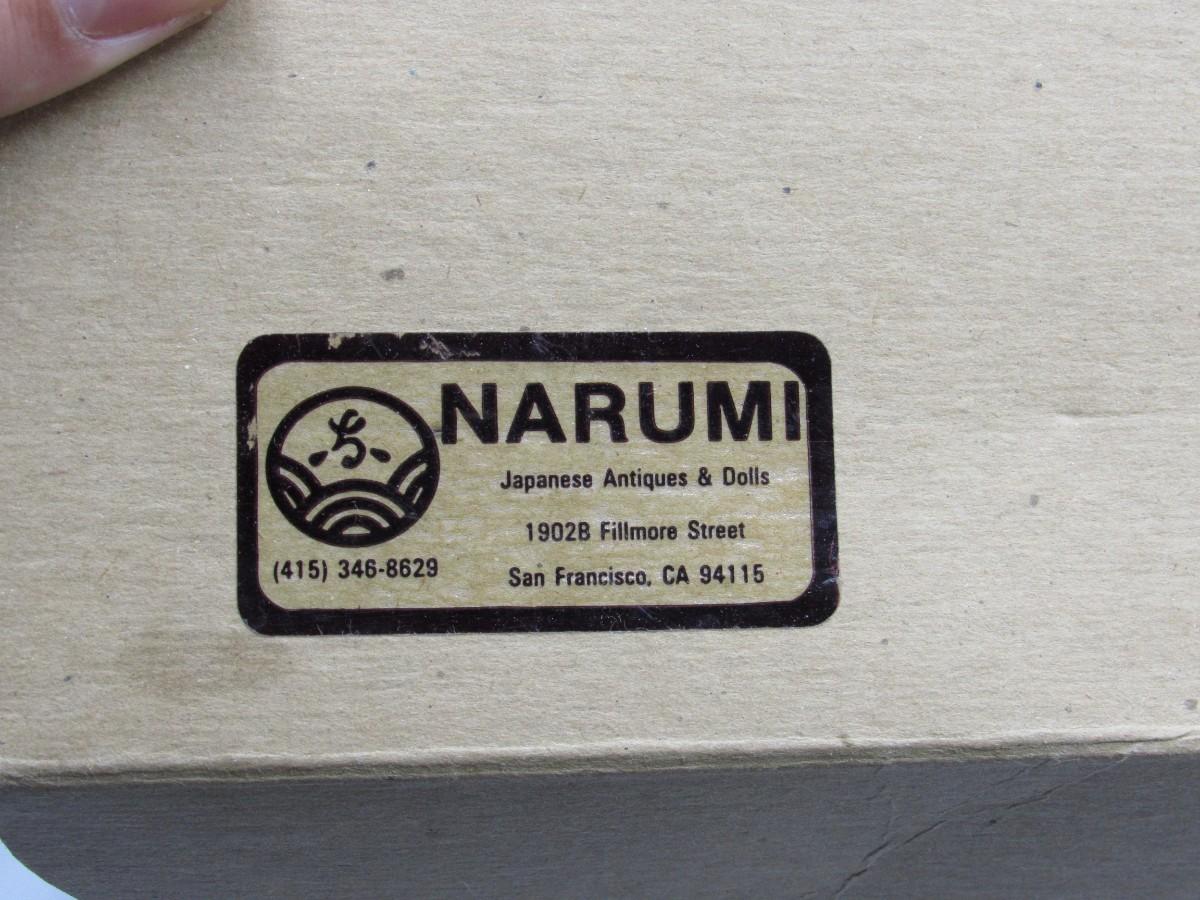 NARUMI
Japanese Antiques & Dolls
1902B Fillmore Street
San Francisco, CA 94115
(415) 346-8629